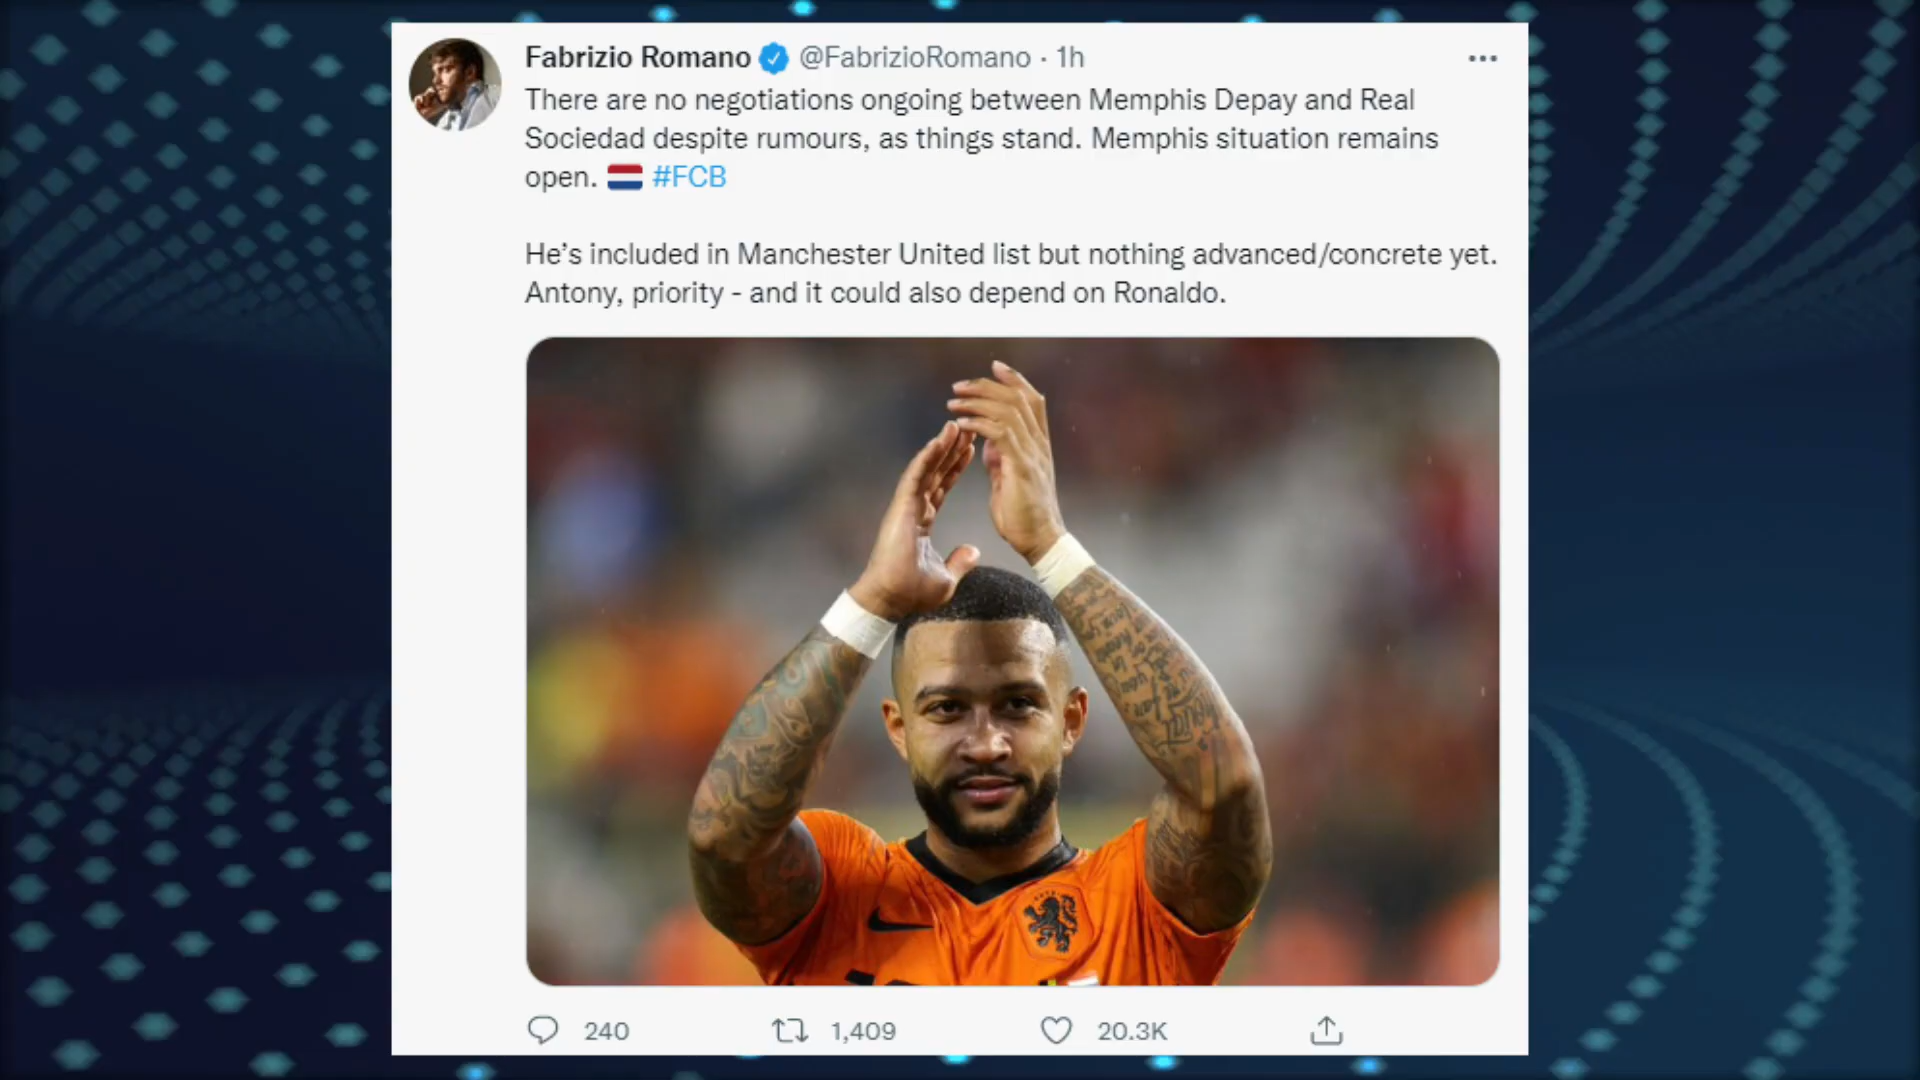 Fabrizio Romano @FabrizioRomano · 1h
There are no negotiations ongoing between Memphis Depay and Real
Sociedad despite rumours, as things stand. Memphis situation remains
open. 🇳🇱 #FCB
He’s included in Manchester United list but nothing advanced/concrete yet.
Antony, priority - and it could also depend on Ronaldo.
240 1,409 20.3K